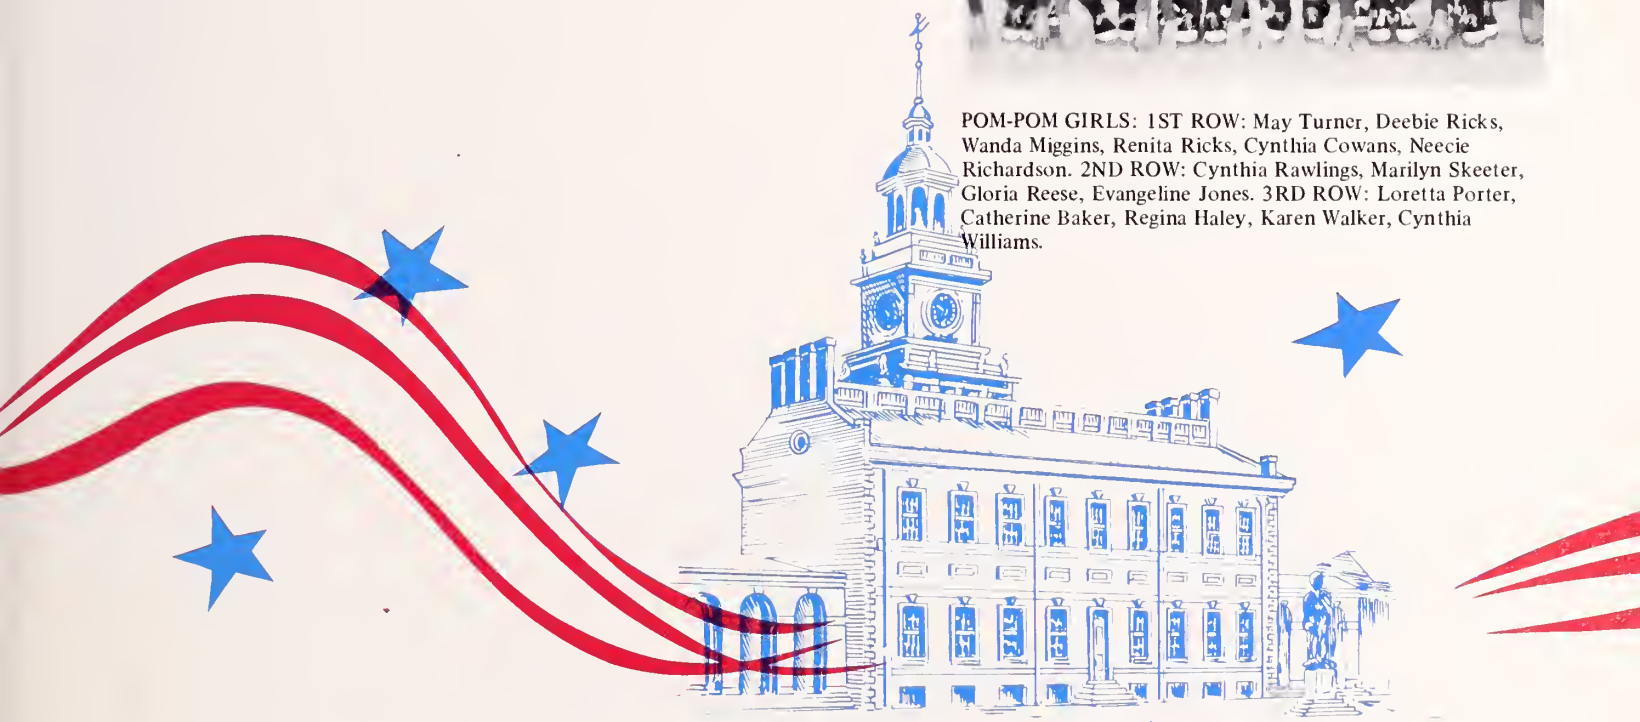 POM-POM GIRLS: 1ST ROW: May Turner, Deebie Ricks,
Wanda Miggins, Renita Ricks, Cynthia Cowans, Neecie
Richardson. 2ND ROW: Cynthia Rawlings, Marilyn Skeeter,
Gloria Reese, Evangeline Jones. 3RD ROW: Loretta Porter,
Catherine Baker, Regina Haley, Karen Walker, Cynthia
Williams.